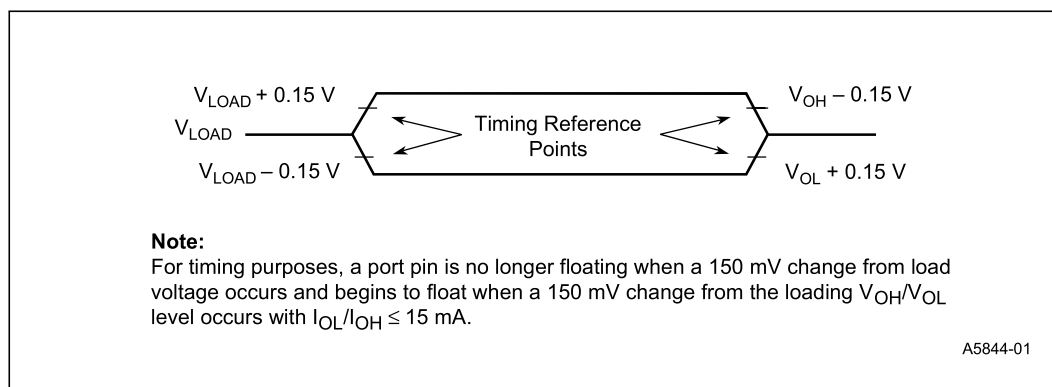 V_LOAD + 0.15 V
V_OH – 0.15 V
V_LOAD
Timing Reference
Points
V_LOAD – 0.15 V
V_OL + 0.15 V
Note:
For timing purposes, a port pin is no longer floating when a 150 mV change from load
voltage occurs and begins to float when a 150 mV change from the loading V_OH/V_OL
level occurs with I_OL/I_OH ≤ 15 mA.
A5844-01